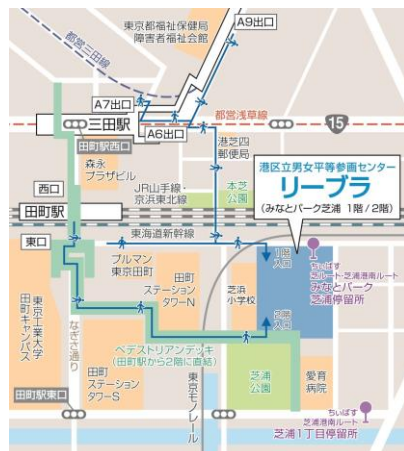 東京都福祉保健局
障害者福祉会館
A9出口
都営三田線
A7出口
三田駅
A6出口
都営浅草線
15
田町駅西口
港芝四
郵便局
森永
プラザビル
港区立男女平等参画センター
リーブラ
(みなとパーク芝浦 1階/2階)
西口
JR山手線・
京浜東北線
本芝
公園
田町駅
東海道新幹線
東口
プルマン
東京田町
田町
ステーション
タワーN
芝浜
小学校
1階
入口
ちぃばす
芝ルート・芝浦港南ルート
みなとパーク
芝浦停留所
東京工業大学
田町キャンパス
なぎさ通り
2階
入口
ペデストリアンデッキ
(田町駅から2階に直結)
田町
ステーション
タワーS
東京モノレール
芝浦
公園
愛育
病院
田町駅東口
ちぃばす
芝浦港南ルート
芝浦1丁目停留所